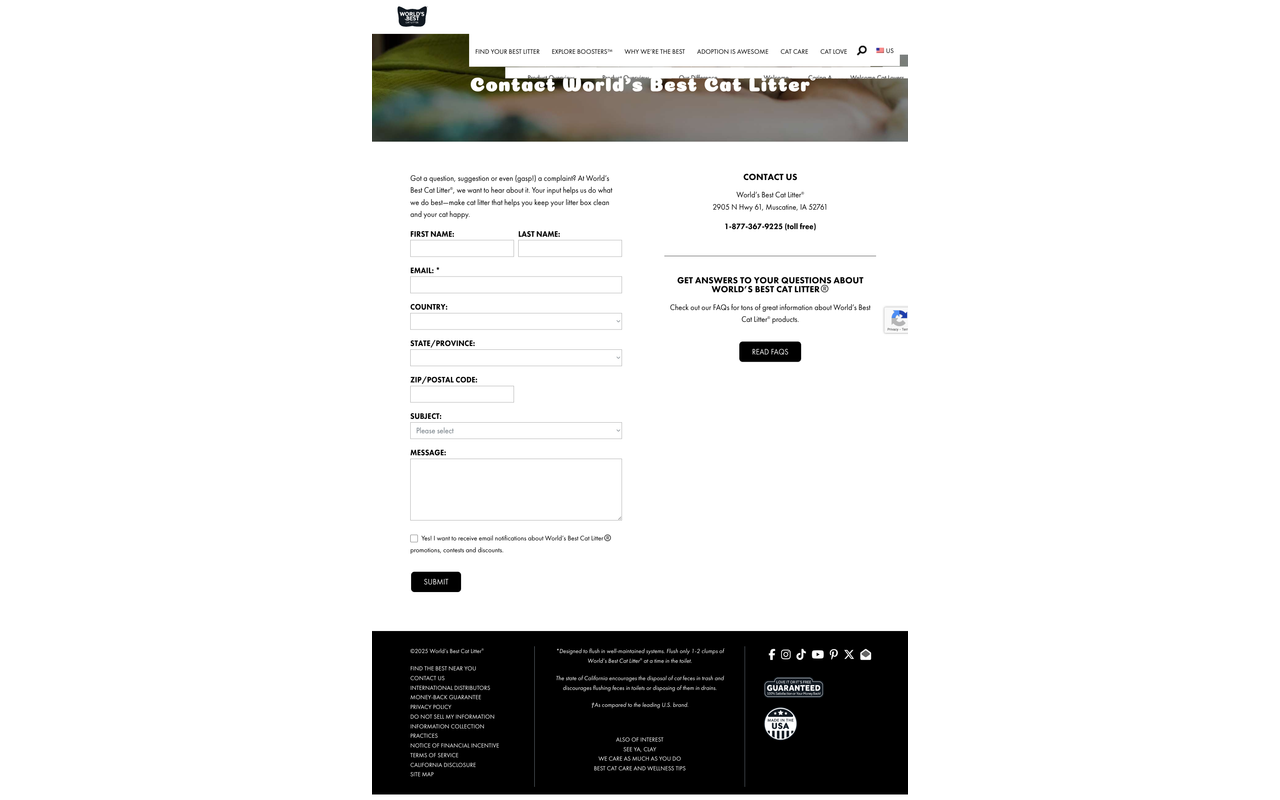 WORLD'S
BEST
FIND YOUR BEST LITTER EXPLORE BOOSTERS™ WHY WE'RE THE BEST ADOPTION IS AWESOME CAT CARE CAT LOVE US
Our Difference Welcome Caring A Welcome Cat Lovers
Contact World's Best Cat Litter
Got a question, suggestion or even (gasp!) a complaint? At World's
Best Cat Litter®, we want to hear about it. Your input helps us do what
we do best—make cat litter that helps you keep your litter box clean
and your cat happy.
FIRST NAME: LAST NAME:
EMAIL: *
COUNTRY:
STATE/PROVINCE:
ZIP/POSTAL CODE:
SUBJECT:
Please select
MESSAGE:
Yes! I want to receive email notifications about World's Best Cat Litter®
promotions, contests and discounts.
SUBMIT
CONTACT US
World's Best Cat Litter®
2905 N Hwy 61, Muscatine, IA 52761
1-877-367-9225 (toll free)
GET ANSWERS TO YOUR QUESTIONS ABOUT
WORLD'S BEST CAT LITTER®
Check out our FAQs for tons of great information about World's Best
Cat Litter® products.
READ FAQS
©2025 World's Best Cat Litter®
FIND THE BEST NEAR YOU
CONTACT US
INTERNATIONAL DISTRIBUTORS
MONEY-BACK GUARANTEE
PRIVACY POLICY
DO NOT SELL MY INFORMATION
INFORMATION COLLECTION
PRACTICES
NOTICE OF FINANCIAL INCENTIVE
TERMS OF SERVICE
CALIFORNIA DISCLOSURE
SITE MAP
*Designed to flush in well-maintained systems. Flush only 1-2 clumps of
World's Best Cat Litter® at a time in the toilet.
The state of California encourages the disposal of cat feces in trash and
discourages flushing feces in toilets or disposing of them in drains.
†As compared to the leading U.S. brand.
ALSO OF INTEREST
SEE YA, CLAY
WE CARE AS MUCH AS YOU DO
BEST CAT CARE AND WELLNESS TIPS
LOVE IT OR IT'S FREE
GUARANTEED
100% Satisfaction or Your Money Back!
MADE IN THE
USA